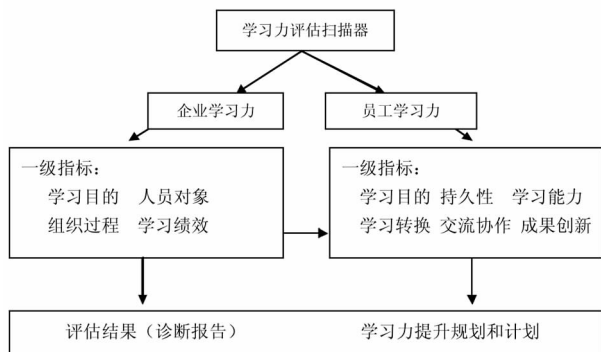 学习力评估扫描器
企业学习力
员工学习力
一级指标：
学习目的 人员对象
组织过程 学习绩效
一级指标：
学习目的 持久性 学习能力
学习转换 交流协作 成果创新
评估结果（诊断报告） 学习力提升规划和计划